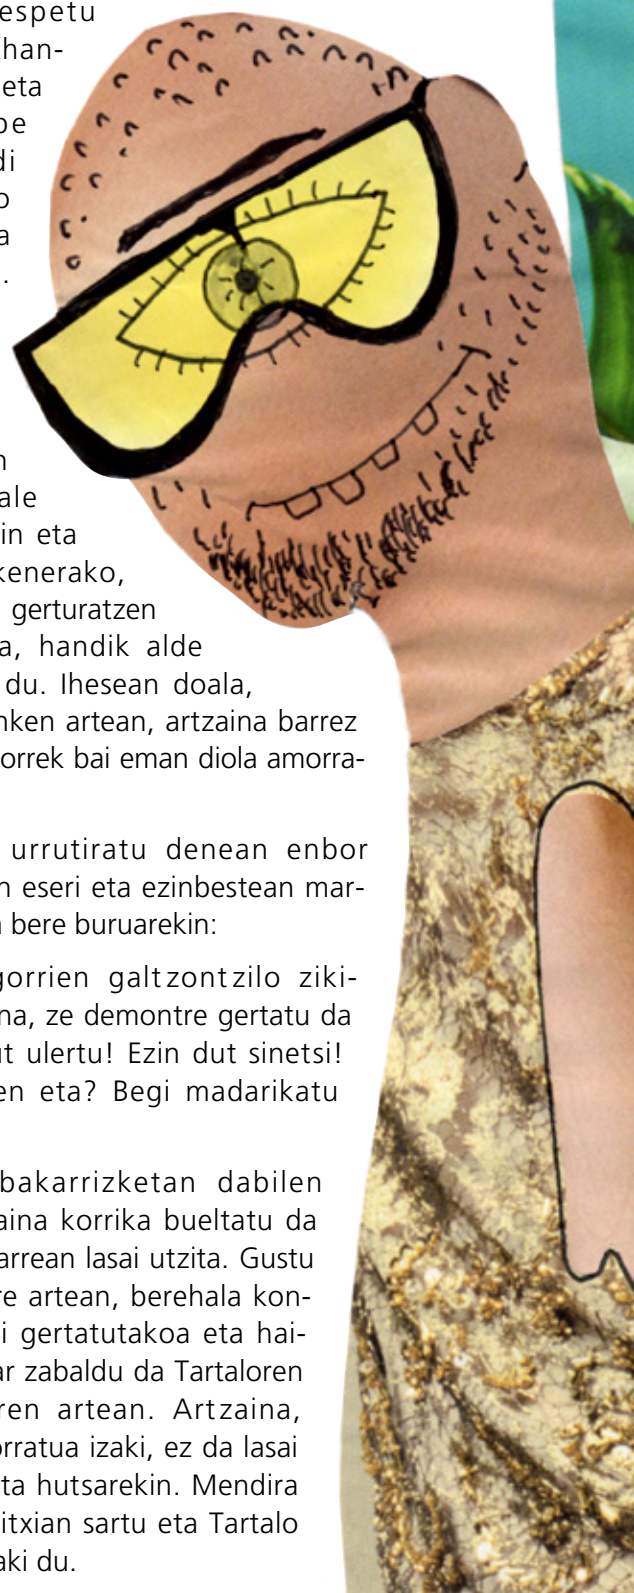 espetu
han-
eta
pe
di
o
a
.
n
ale
in eta
kenerako,
gerturatzen
a, handik alde
du. Ihesean doala,
nken artean, artzaina barrez
orrek bai eman diola amorra-
urrutiratu denean enbor
n eseri eta ezinbestean mar-
bere buruarekin:
gorrien galtzontzilo ziki-
na, ze demontre gertatu da
ut ulertu! Ezin dut sinetsi!
en eta? Begi madarikatu
bakarrizketan dabilen
aina korrika bueltatu da
arrean lasai utzita. Gustu
re artean, berehala kon-
i gertatutakoa eta hai-
ar zabaldu da Tartaloren
ren artean. Artzaina,
orratua izaki, ez da lasai
ta hutsarekin. Mendira
itxian sartu eta Tartalo
aki du.